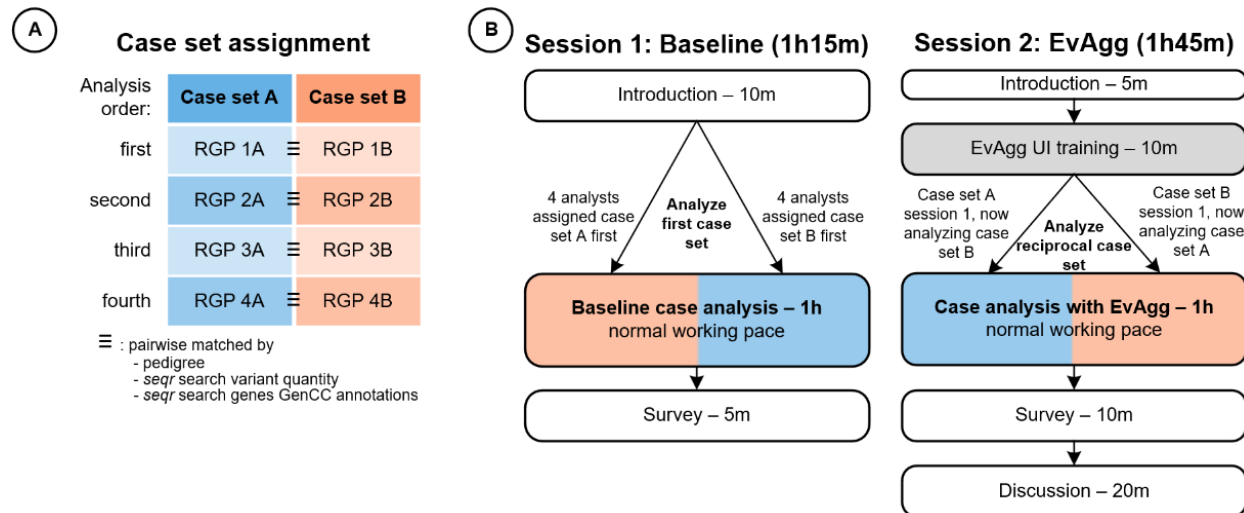 A
Case set assignment
Analysis
order:
Case set A
Case set B
first
RGP 1A
≡
RGP 1B
second
RGP 2A
≡
RGP 2B
third
RGP 3A
≡
RGP 3B
fourth
RGP 4A
≡
RGP 4B
≡ : pairwise matched by
- pedigree
- seqr search variant quantity
- seqr search genes GenCC annotations
B
Session 1: Baseline (1h15m)
Introduction – 10m
4 analysts
assigned case
set A first
Analyze
first case
set
4 analysts
assigned case
set B first
Baseline case analysis – 1h
normal working pace
Survey – 5m
Session 2: EvAgg (1h45m)
Introduction – 5m
EvAgg UI training – 10m
Case set A
session 1, now
analyzing case
set B
Analyze
reciprocal case
set
Case set B
session 1, now
analyzing case
set A
Case analysis with EvAgg – 1h
normal working pace
Survey – 10m
Discussion – 20m